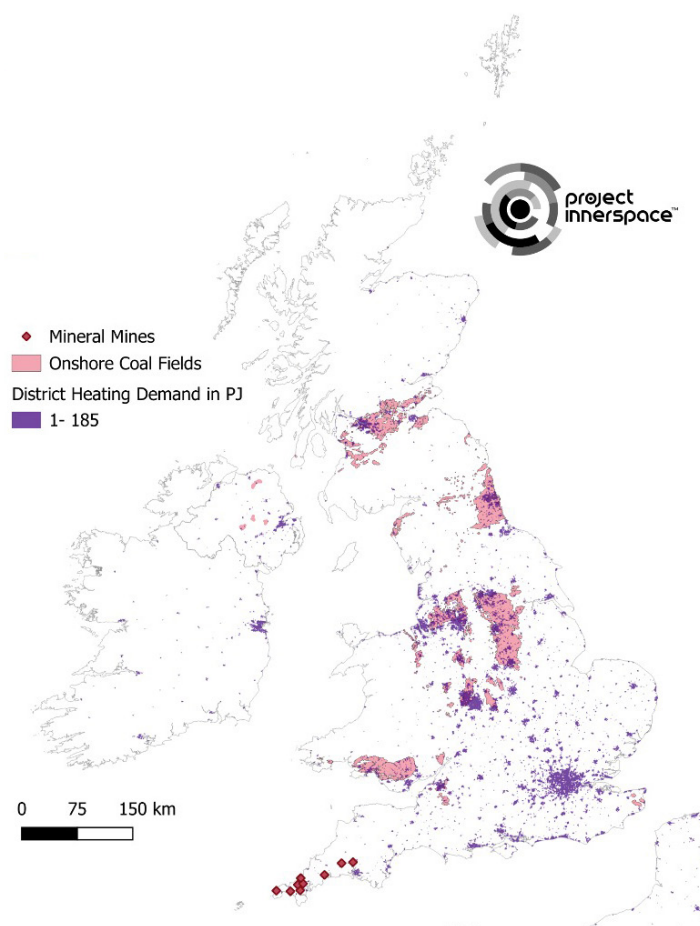 project
innerspace™
Mineral Mines
Onshore Coal Fields
District Heating Demand in PJ
1- 185
0 75 150 km